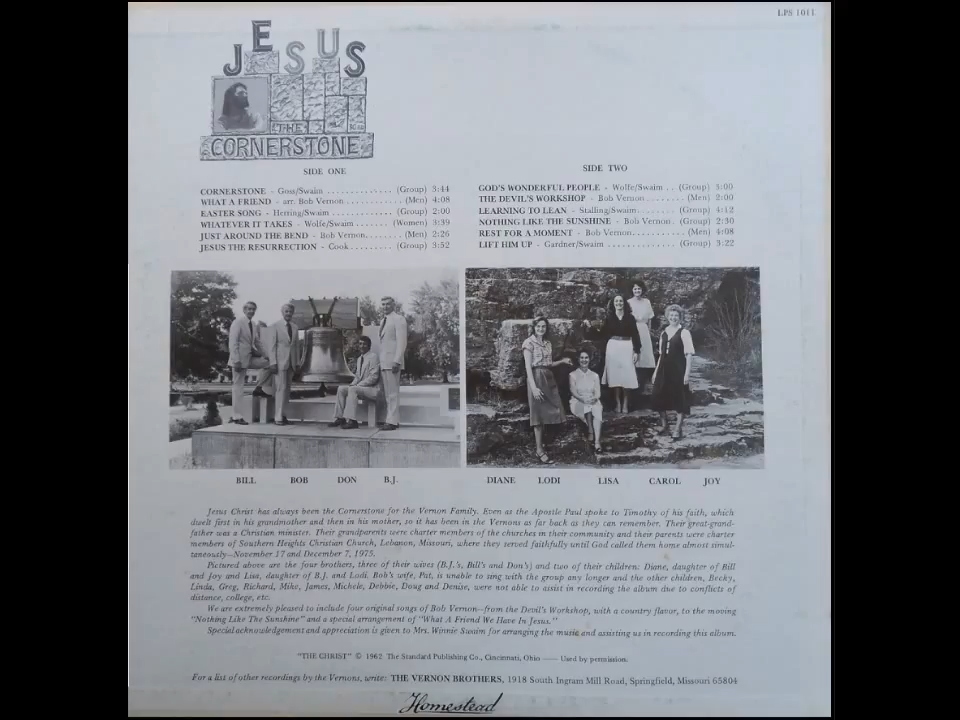 LPS 1011
JESUS
THE
CORNERSTONE
SIDE ONE
CORNERSTONE - Goss/Swaim .............. (Group) 3:44
WHAT A FRIEND - arr. Bob Vernon .......... (Men) 4:08
EASTER SONG - Herring/Swaim ............. (Group) 2:00
WHATEVER IT TAKES - Wolfe/Swaim ..... (Women) 3:39
JUST AROUND THE BEND - Bob Vernon....... (Men) 2:26
JESUS THE RESURRECTION - Cook........ (Group) 3:52
SIDE TWO
GOD'S WONDERFUL PEOPLE - Wolfe/Swaim .. (Group) 3:00
THE DEVIL'S WORKSHOP - Bob Vernon........ (Men) 2:00
LEARNING TO LEAN - Stalling/Swaim........ (Group) 4:12
NOTHING LIKE THE SUNSHINE - Bob Vernon. (Group) 2:30
REST FOR A MOMENT - Bob Vernon........... (Men) 4:08
LIFT HIM UP - Gardner/Swaim .............. (Group) 3:22
BILL BOB DON B.J.
DIANE LODI LISA CAROL JOY
Jesus Christ has always been the Cornerstone for the Vernon Family. Even as the Apostle Paul spoke to Timothy of his faith, which
dwelt first in his grandmother and then in his mother, so it has been in the Vernons as far back as they can remember. Their great-grand-
father was a Christian minister. Their grandparents were charter members of the churches in their community and their parents were charter
members of Southern Heights Christian Church, Lebanon, Missouri, where they served faithfully until God called them home almost simul-
taneously--November 17 and December 7, 1975.
Pictured above are the four brothers, three of their wives (B.J.'s, Bill's and Don's) and two of their children: Diane, daughter of Bill
and Joy and Lisa, daughter of B.J. and Lodi. Bob's wife, Pat, is unable to sing with the group any longer and the other children, Becky,
Linda, Greg, Richard, Mike, James, Michele, Debbie, Doug and Denise, were not able to assist in recording the album due to conflicts of
distance, college, etc.
We are extremely pleased to include four original songs of Bob Vernon--from the Devil's Workshop, with a country flavor, to the moving
"Nothing Like The Sunshine" and a special arrangement of "What A Friend We Have In Jesus."
Special acknowledgement and appreciation is given to Mrs. Winnie Swaim for arranging the music and assisting us in recording this album.
"THE CHRIST" © 1962 The Standard Publishing Co., Cincinnati, Ohio —— Used by permission.
For a list of other recordings by the Vernons, write: THE VERNON BROTHERS, 1918 South Ingram Mill Road, Springfield, Missouri 65804
Homestead